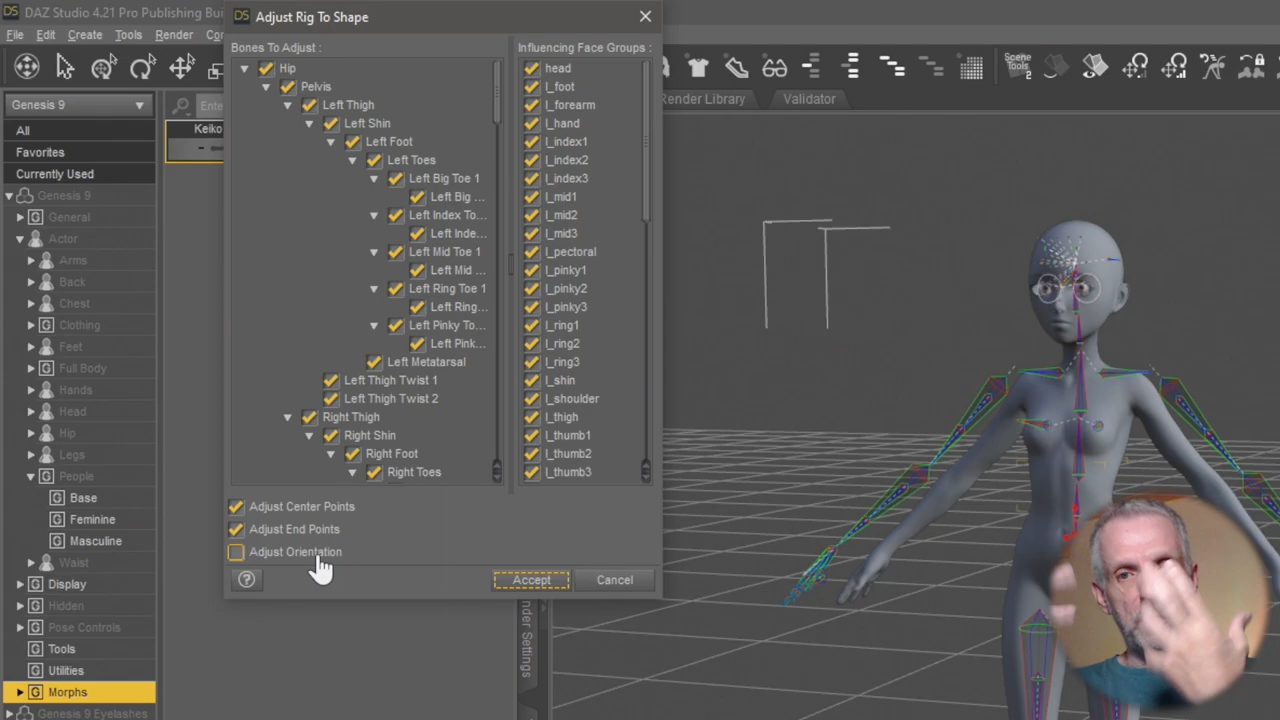 DAZ Studio 4.21 Pro Publishing Bui
File Edit Create Tools Render Co
Adjust Rig To Shape
Bones To Adjust :
Hip
Pelvis
Left Thigh
Left Shin
Left Foot
Left Toes
Left Big Toe 1
Left Big ...
Left Index To...
Left Inde...
Left Mid Toe 1
Left Mid ...
Left Ring Toe 1
Left Ring...
Left Pinky To...
Left Pink...
Left Metatarsal
Left Thigh Twist 1
Left Thigh Twist 2
Right Thigh
Right Shin
Right Foot
Right Toes
Influencing Face Groups :
head
l_foot
l_forearm
l_hand
l_index1
l_index2
l_index3
l_mid1
l_mid2
l_mid3
l_pectoral
l_pinky1
l_pinky2
l_pinky3
l_ring1
l_ring2
l_ring3
l_shin
l_shoulder
l_thigh
l_thumb1
l_thumb2
l_thumb3
Adjust Center Points
Adjust End Points
Adjust Orientation
Accept Cancel
Genesis 9
All
Favorites
Currently Used
Genesis 9
General
Actor
Arms
Back
Chest
Clothing
Face
Feet
Full Body
Hands
Head
Hip
Legs
People
Base
Feminine
Masculine
Waist
Display
Hidden
Pose Controls
Tools
Utilities
Morphs
Genesis 9 Eyelashes
Ente
Keiko
Scene
Tools
2
Render Library
Validator
nder Settings